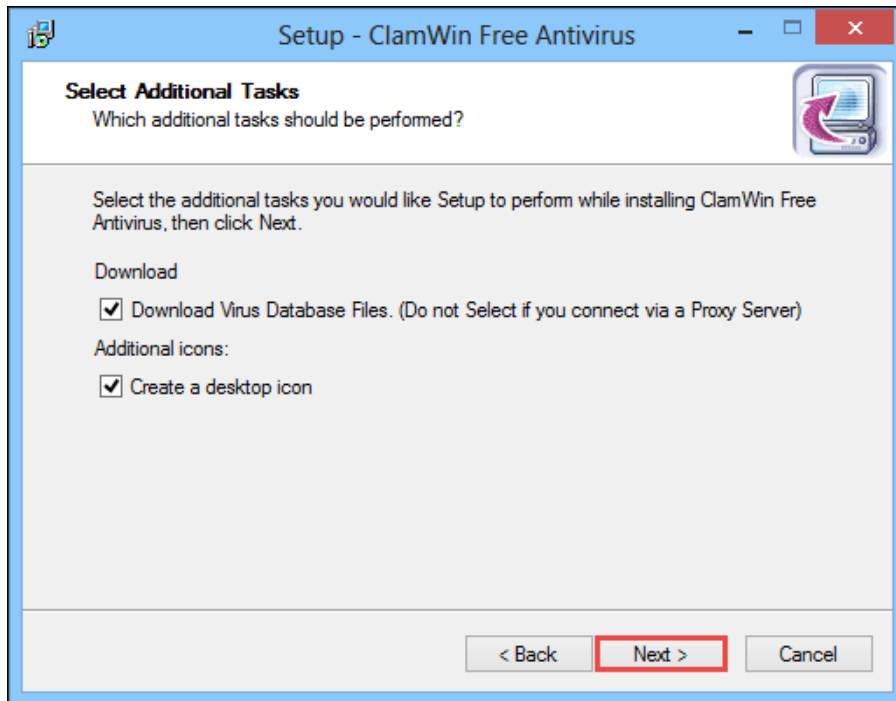 Setup - ClamWin Free Antivirus
Select Additional Tasks
Which additional tasks should be performed?
Select the additional tasks you would like Setup to perform while installing ClamWin Free
Antivirus, then click Next.
Download
Download Virus Database Files. (Do not Select if you connect via a Proxy Server)
Additional icons:
Create a desktop icon
< Back
Next >
Cancel